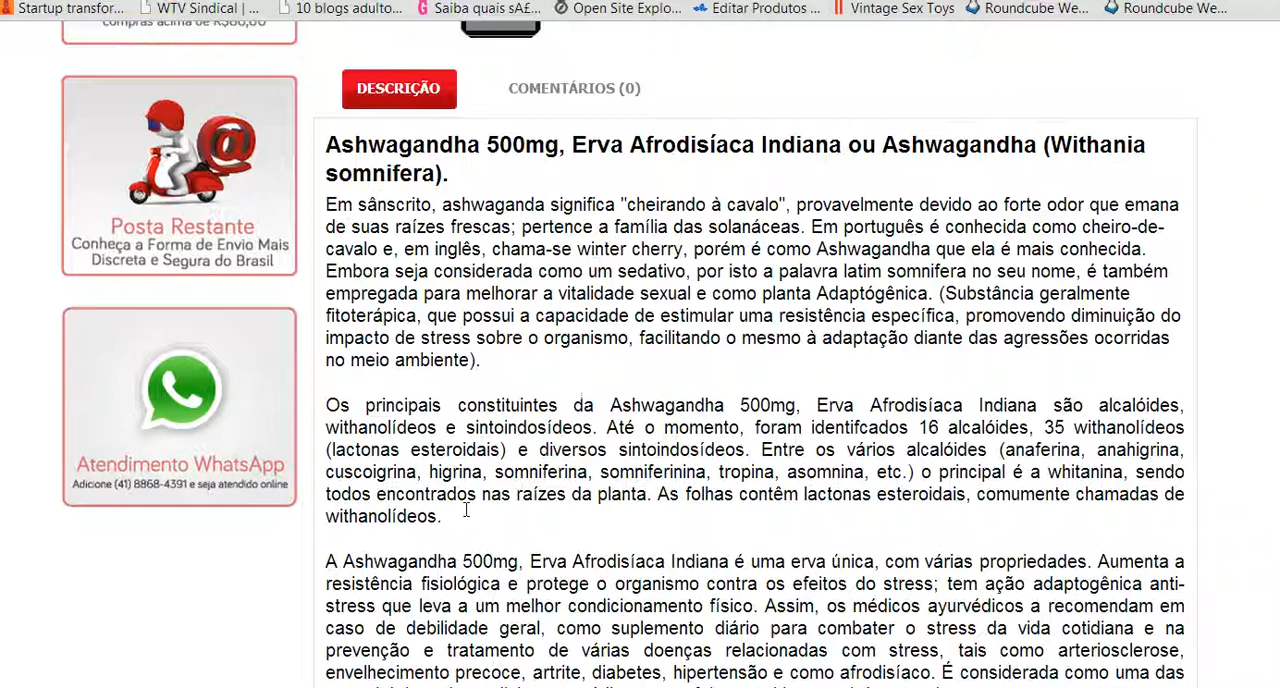 Startup transfor... WTV Sindical | ... 10 blogs adulto... Saiba quais sA£... Open Site Explo... Editar Produtos ... Vintage Sex Toys Roundcube We... Roundcube We...
DESCRIÇÃO COMENTÁRIOS (0)
Posta Restante
Conheça a Forma de Envio Mais
Discreta e Segura do Brasil
Atendimento WhatsApp
Adicione (41) 8868-4391 e seja atendido online
Ashwagandha 500mg, Erva Afrodisíaca Indiana ou Ashwagandha (Withania
somnifera).
Em sânscrito, ashwaganda significa "cheirando à cavalo", provavelmente devido ao forte odor que emana
de suas raízes frescas; pertence a família das solanáceas. Em português é conhecida como cheiro-de-
cavalo e, em inglês, chama-se winter cherry, porém é como Ashwagandha que ela é mais conhecida.
Embora seja considerada como um sedativo, por isto a palavra latim somnifera no seu nome, é também
empregada para melhorar a vitalidade sexual e como planta Adaptógênica. (Substância geralmente
fitoterápica, que possui a capacidade de estimular uma resistência específica, promovendo diminuição do
impacto de stress sobre o organismo, facilitando o mesmo à adaptação diante das agressões ocorridas
no meio ambiente).
Os principais constituintes da Ashwagandha 500mg, Erva Afrodisíaca Indiana são alcalóides,
withanolídeos e sintoindosídeos. Até o momento, foram identifcados 16 alcalóides, 35 withanolídeos
(lactonas esteroidais) e diversos sintoindosídeos. Entre os vários alcalóides (anaferina, anahigrina,
cuscoigrina, higrina, somniferina, somniferinina, tropina, asomnina, etc.) o principal é a whitanina, sendo
todos encontrados nas raízes da planta. As folhas contêm lactonas esteroidais, comumente chamadas de
withanolídeos.
A Ashwagandha 500mg, Erva Afrodisíaca Indiana é uma erva única, com várias propriedades. Aumenta a
resistência fisiológica e protege o organismo contra os efeitos do stress; tem ação adaptogênica anti-
stress que leva a um melhor condicionamento físico. Assim, os médicos ayurvédicos a recomendam em
caso de debilidade geral, como suplemento diário para combater o stress da vida cotidiana e na
prevenção e tratamento de várias doenças relacionadas com stress, tais como arteriosclerose,
envelhecimento precoce, artrite, diabetes, hipertensão e como afrodisíaco. É considerada como uma das